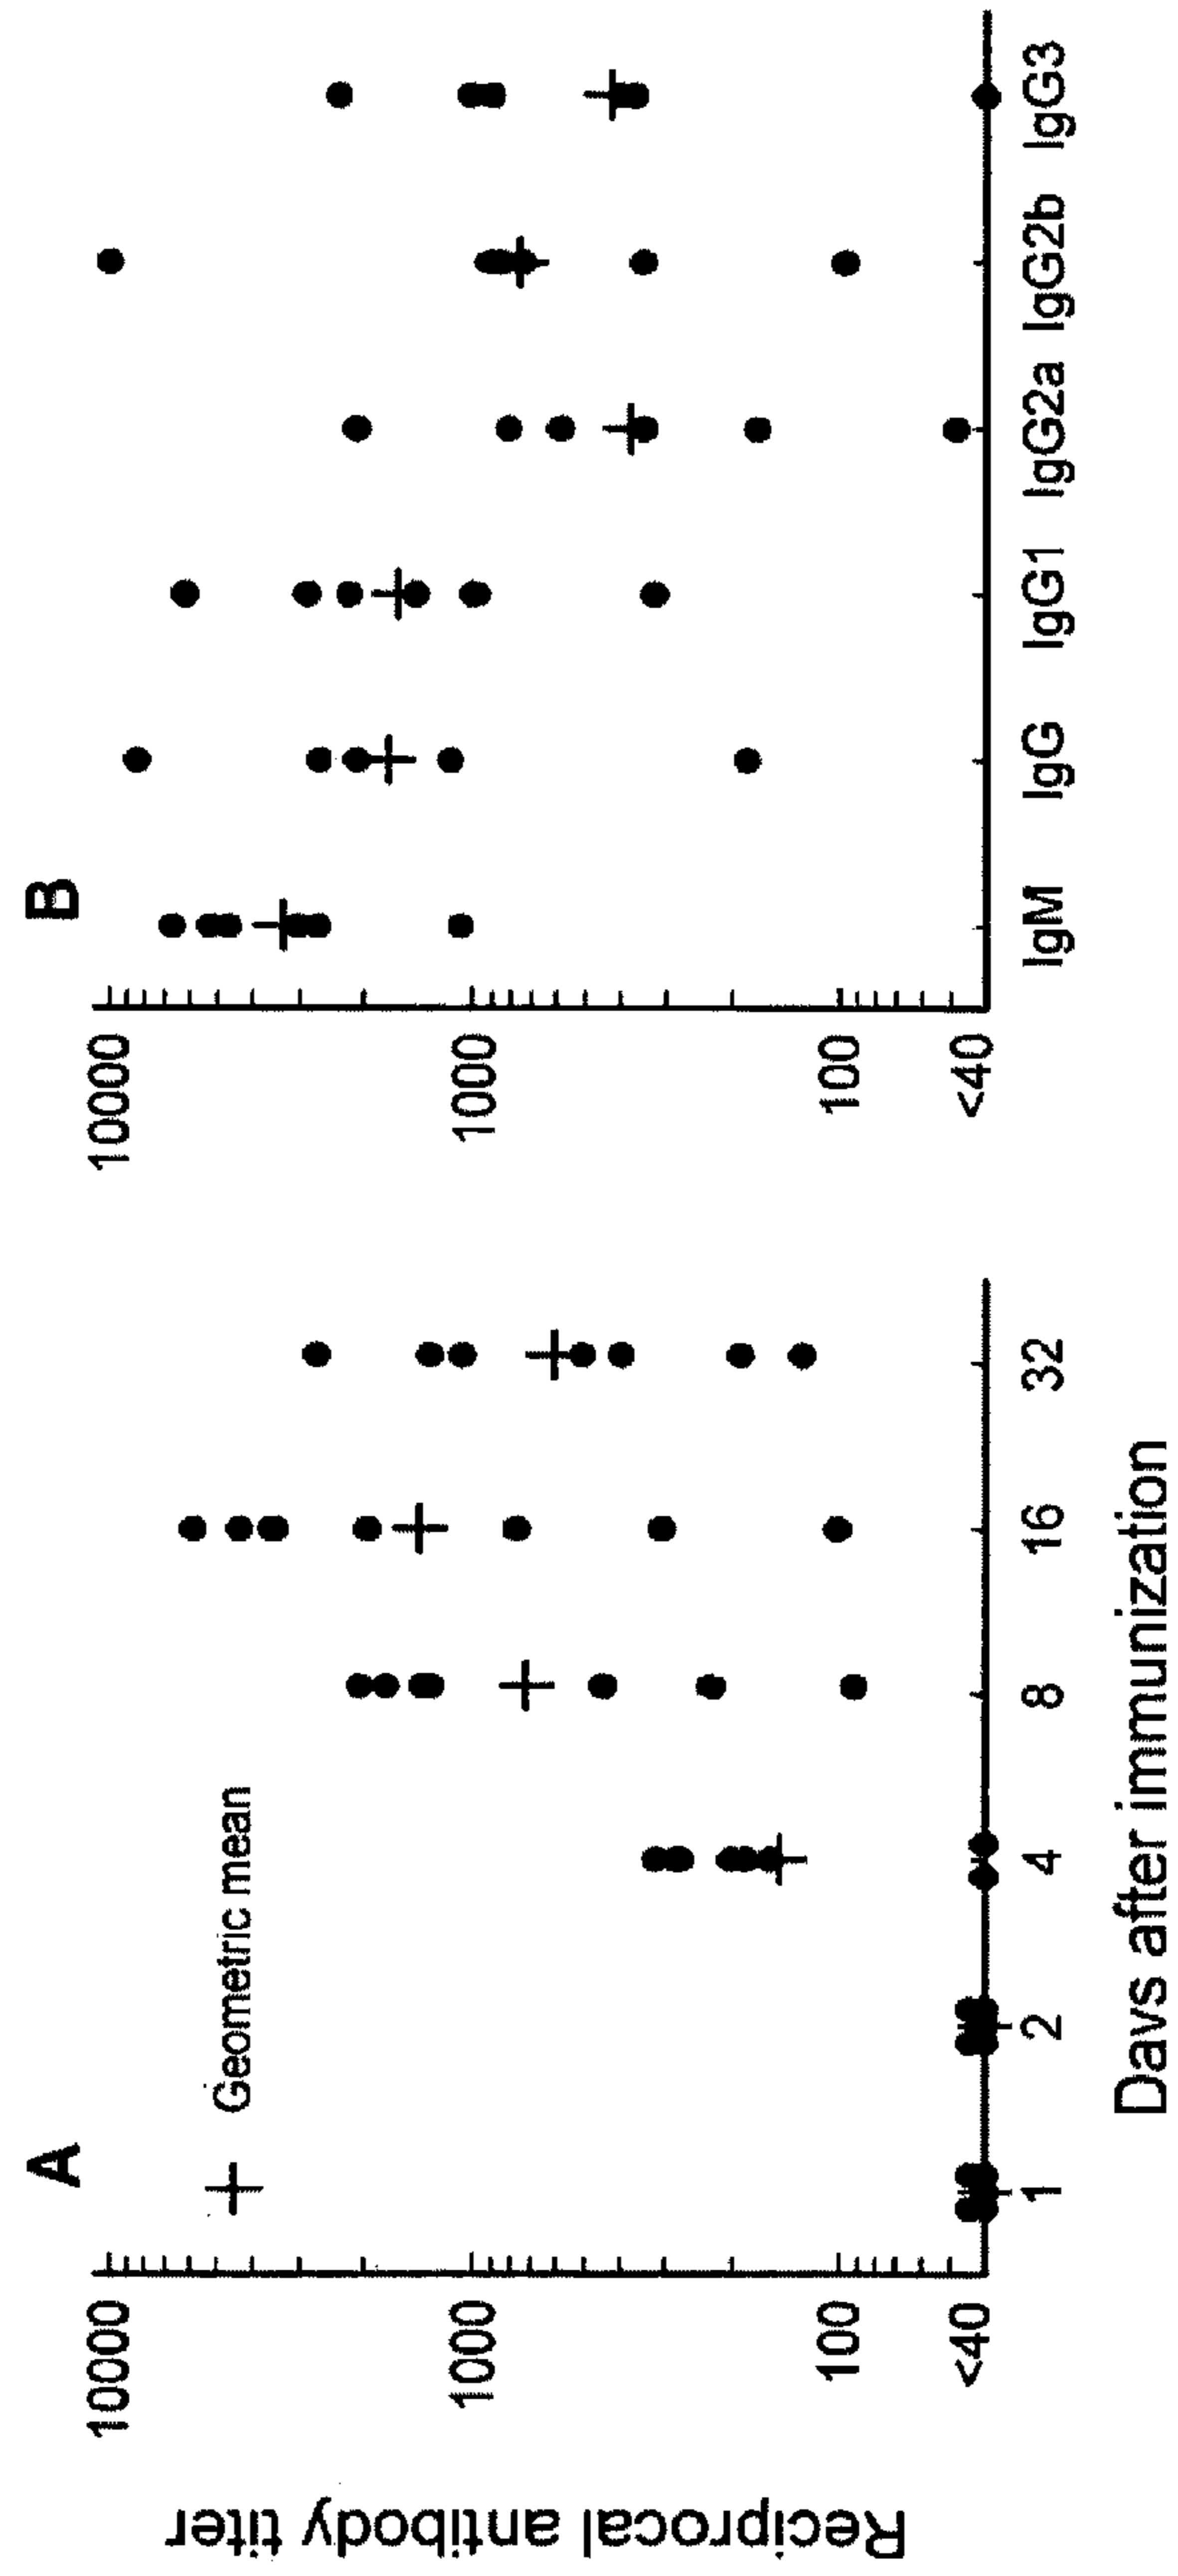 A
Geometric mean
10000
1000
100
<40
1 2 4 8 16 32
Days after immunization
Reciprocal antibody titer
B
10000
1000
100
<40
IgM IgG IgG1 IgG2a IgG2b IgG3